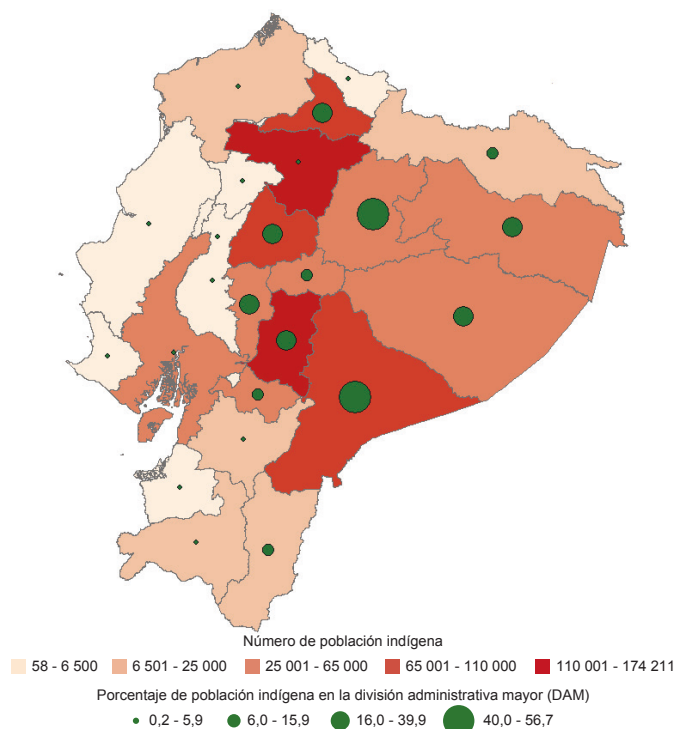 Número de población indígena
58 - 6 500 6 501 - 25 000 25 001 - 65 000 65 001 - 110 000 110 001 - 174 211
Porcentaje de población indígena en la división administrativa mayor (DAM)
0,2 - 5,9 6,0 - 15,9 16,0 - 39,9 40,0 - 56,7